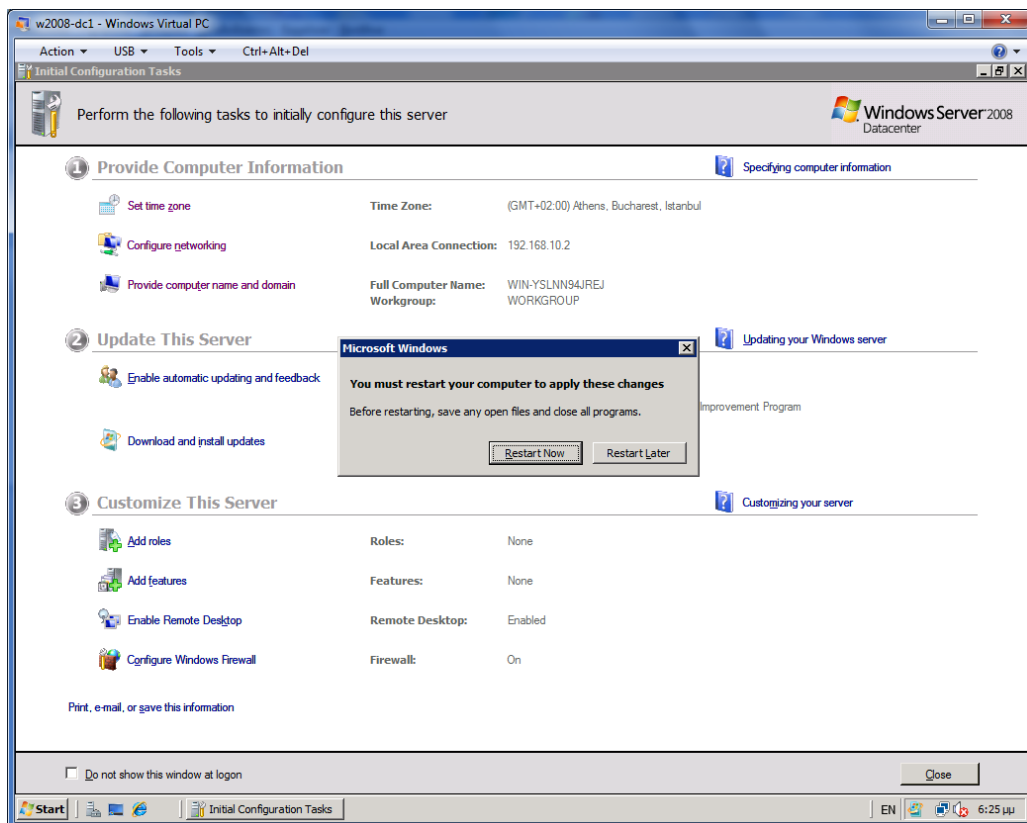 w2008-dc1 - Windows Virtual PC
Action USB Tools Ctrl+Alt+Del
Initial Configuration Tasks
Perform the following tasks to initially configure this server
Windows Server 2008
Datacenter
1 Provide Computer Information
Specifying computer information
Set time zone Time Zone: (GMT+02:00) Athens, Bucharest, Istanbul
Configure networking Local Area Connection: 192.168.10.2
Provide computer name and domain Full Computer Name: WIN-YSLNN94JREJ
Workgroup: WORKGROUP
2 Update This Server
Updating your Windows server
Microsoft Windows
You must restart your computer to apply these changes
Before restarting, save any open files and close all programs.
Restart Now Restart Later
Enable automatic updating and feedback
Improvement Program
Download and install updates
3 Customize This Server
Customizing your server
Add roles Roles: None
Add features Features: None
Enable Remote Desktop Remote Desktop: Enabled
Configure Windows Firewall Firewall: On
Print, e-mail, or save this information
Do not show this window at logon
Close
Start Initial Configuration Tasks EN 6:25 μμ